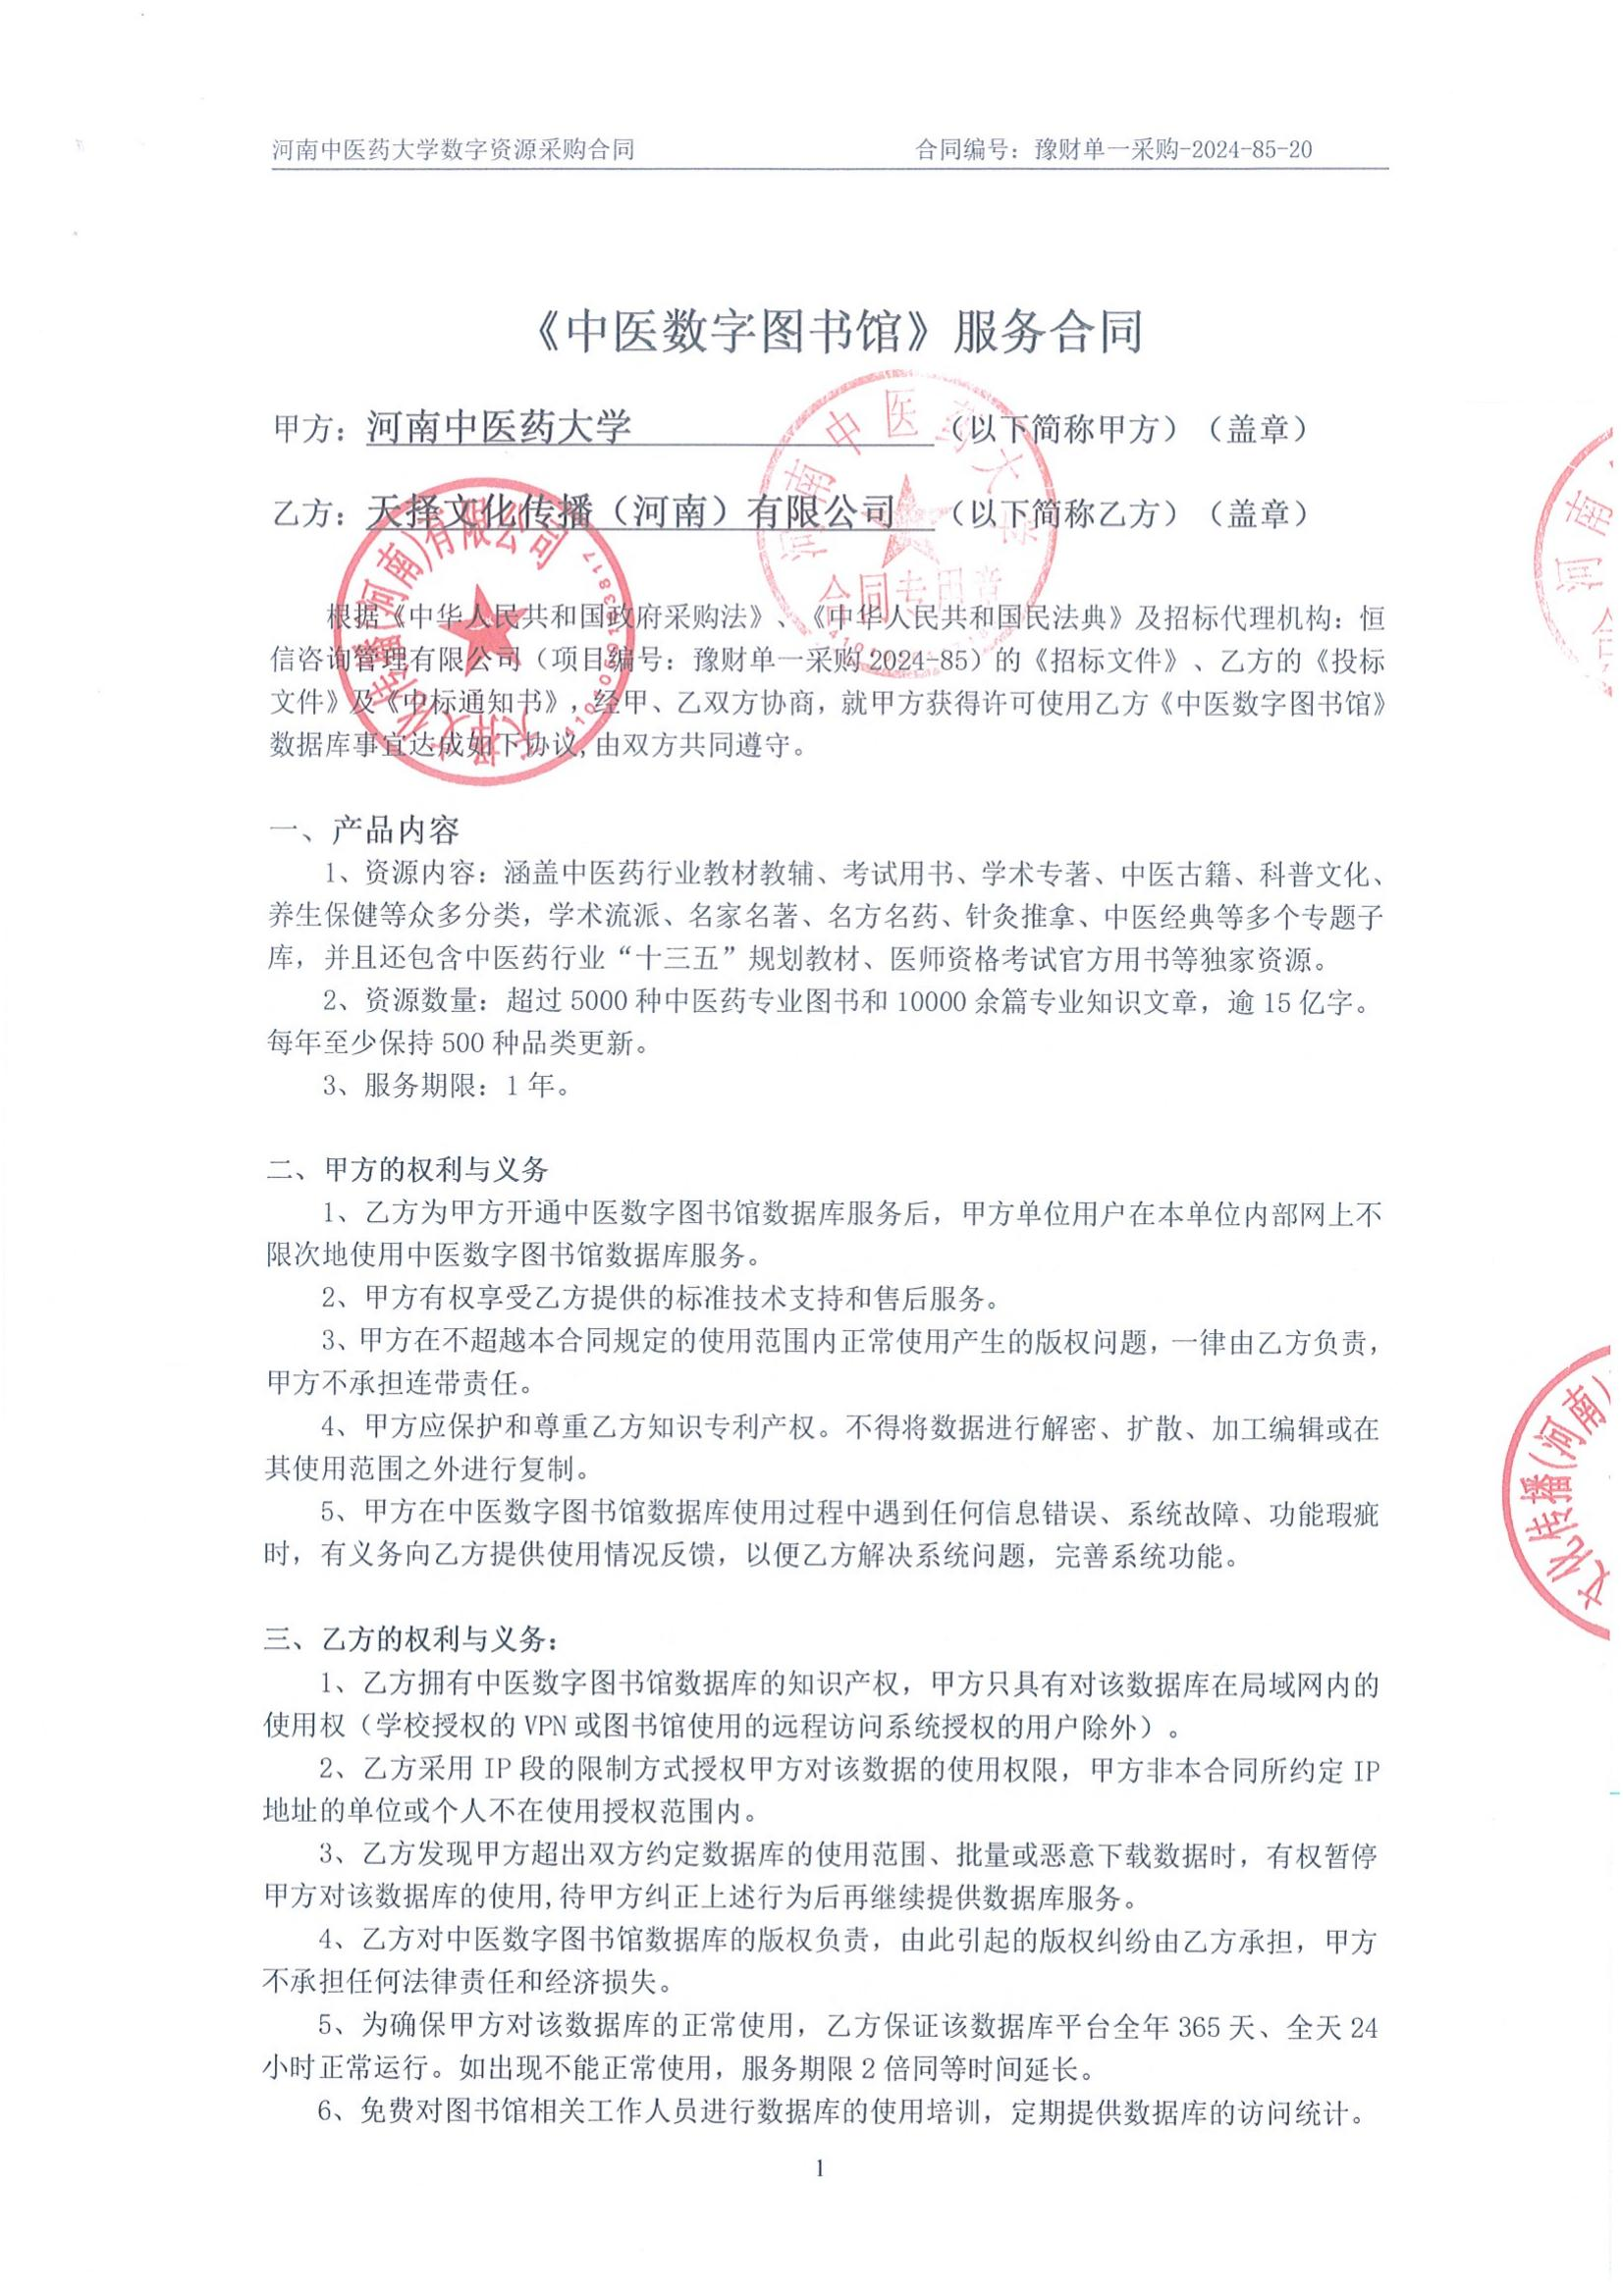 河南中医药大学数字资源采购合同 合同编号：豫财单一采购-2024-85-20
《中医数字图书馆》服务合同
甲方：河南中医药大学 （以下简称甲方）（盖章）
乙方：天择文化传播（河南）有限公司 （以下简称乙方）（盖章）
河南中医药大学
合同专用章
天择文化传播(河南)有限公司
根据《中华人民共和国政府采购法》、《中华人民共和国民法典》及招标代理机构：恒
信咨询管理有限公司（项目编号：豫财单一采购 2024-85）的《招标文件》、乙方的《投标
文件》及《中标通知书》，经甲、乙双方协商，就甲方获得许可使用乙方《中医数字图书馆》
数据库事宜达成如下协议,由双方共同遵守。
一、产品内容
1、资源内容：涵盖中医药行业教材教辅、考试用书、学术专著、中医古籍、科普文化、
养生保健等众多分类，学术流派、名家名著、名方名药、针灸推拿、中医经典等多个专题子
库，并且还包含中医药行业“十三五”规划教材、医师资格考试官方用书等独家资源。
2、资源数量：超过 5000 种中医药专业图书和 10000 余篇专业知识文章，逾 15 亿字。
每年至少保持 500 种品类更新。
3、服务期限：1 年。
二、甲方的权利与义务
1、乙方为甲方开通中医数字图书馆数据库服务后，甲方单位用户在本单位内部网上不
限次地使用中医数字图书馆数据库服务。
2、甲方有权享受乙方提供的标准技术支持和售后服务。
3、甲方在不超越本合同规定的使用范围内正常使用产生的版权问题，一律由乙方负责，
甲方不承担连带责任。
4、甲方应保护和尊重乙方知识专利产权。不得将数据进行解密、扩散、加工编辑或在
其使用范围之外进行复制。
5、甲方在中医数字图书馆数据库使用过程中遇到任何信息错误、系统故障、功能瑕疵
时，有义务向乙方提供使用情况反馈，以便乙方解决系统问题，完善系统功能。
三、乙方的权利与义务：
1、乙方拥有中医数字图书馆数据库的知识产权，甲方只具有对该数据库在局域网内的
使用权（学校授权的 VPN 或图书馆使用的远程访问系统授权的用户除外）。
2、乙方采用 IP 段的限制方式授权甲方对该数据的使用权限，甲方非本合同所约定 IP
地址的单位或个人不在使用授权范围内。
3、乙方发现甲方超出双方约定数据库的使用范围、批量或恶意下载数据时，有权暂停
甲方对该数据库的使用,待甲方纠正上述行为后再继续提供数据库服务。
4、乙方对中医数字图书馆数据库的版权负责，由此引起的版权纠纷由乙方承担，甲方
不承担任何法律责任和经济损失。
5、为确保甲方对该数据库的正常使用，乙方保证该数据库平台全年 365 天、全天 24
小时正常运行。如出现不能正常使用，服务期限 2 倍同等时间延长。
6、免费对图书馆相关工作人员进行数据库的使用培训，定期提供数据库的访问统计。
河南
文化传播(河南)
1